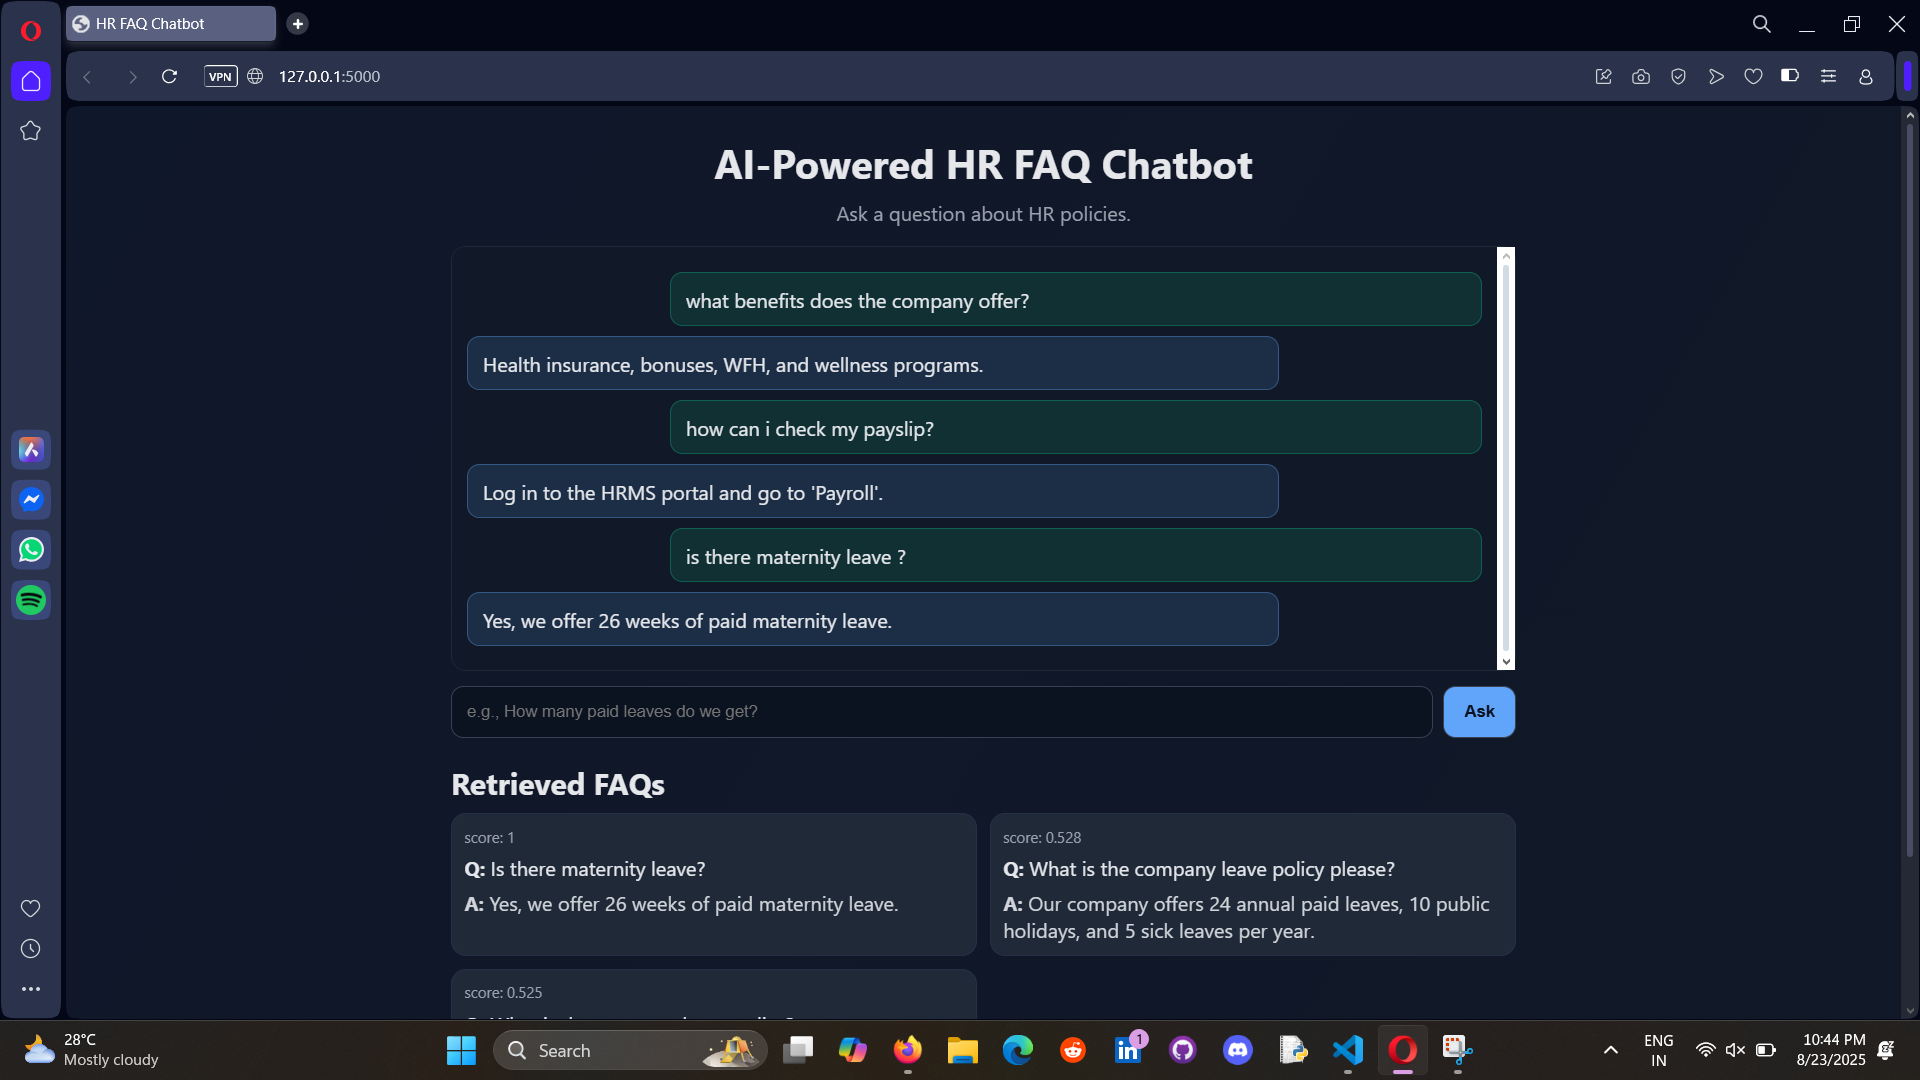 HR FAQ Chatbot
VPN
127.0.0.1:5000
AI-Powered HR FAQ Chatbot
Ask a question about HR policies.
what benefits does the company offer?
Health insurance, bonuses, WFH, and wellness programs.
how can i check my payslip?
Log in to the HRMS portal and go to 'Payroll'.
is there maternity leave ?
Yes, we offer 26 weeks of paid maternity leave.
e.g., How many paid leaves do we get?
Ask
Retrieved FAQs
score: 1
Q: Is there maternity leave?
A: Yes, we offer 26 weeks of paid maternity leave.
score: 0.528
Q: What is the company leave policy please?
A: Our company offers 24 annual paid leaves, 10 public
holidays, and 5 sick leaves per year.
score: 0.525
28°C
Mostly cloudy
Search
1
ENG
IN
10:44 PM
8/23/2025